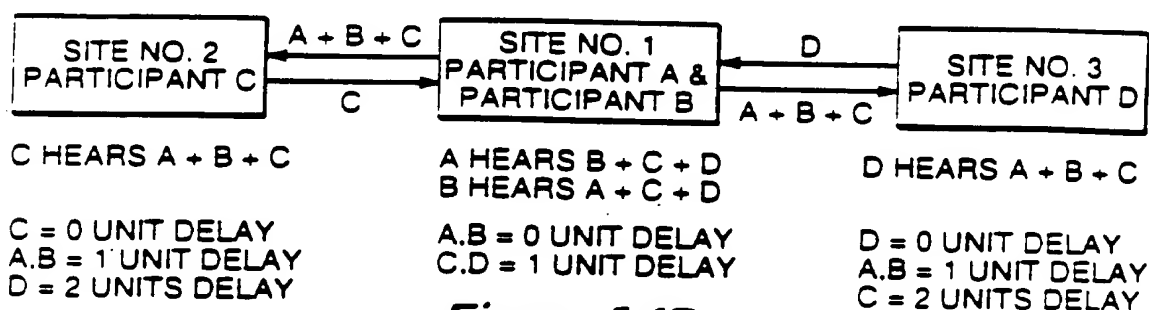 SITE NO. 2
PARTICIPANT C
A + B + C
C
SITE NO. 1
PARTICIPANT A &
PARTICIPANT B
D
A + B + C
SITE NO. 3
PARTICIPANT D
C HEARS A + B + C
C = 0 UNIT DELAY
A.B = 1 UNIT DELAY
D = 2 UNITS DELAY
A HEARS B + C + D
B HEARS A + C + D
A.B = 0 UNIT DELAY
C.D = 1 UNIT DELAY
D HEARS A + B + C
D = 0 UNIT DELAY
A.B = 1 UNIT DELAY
C = 2 UNITS DELAY